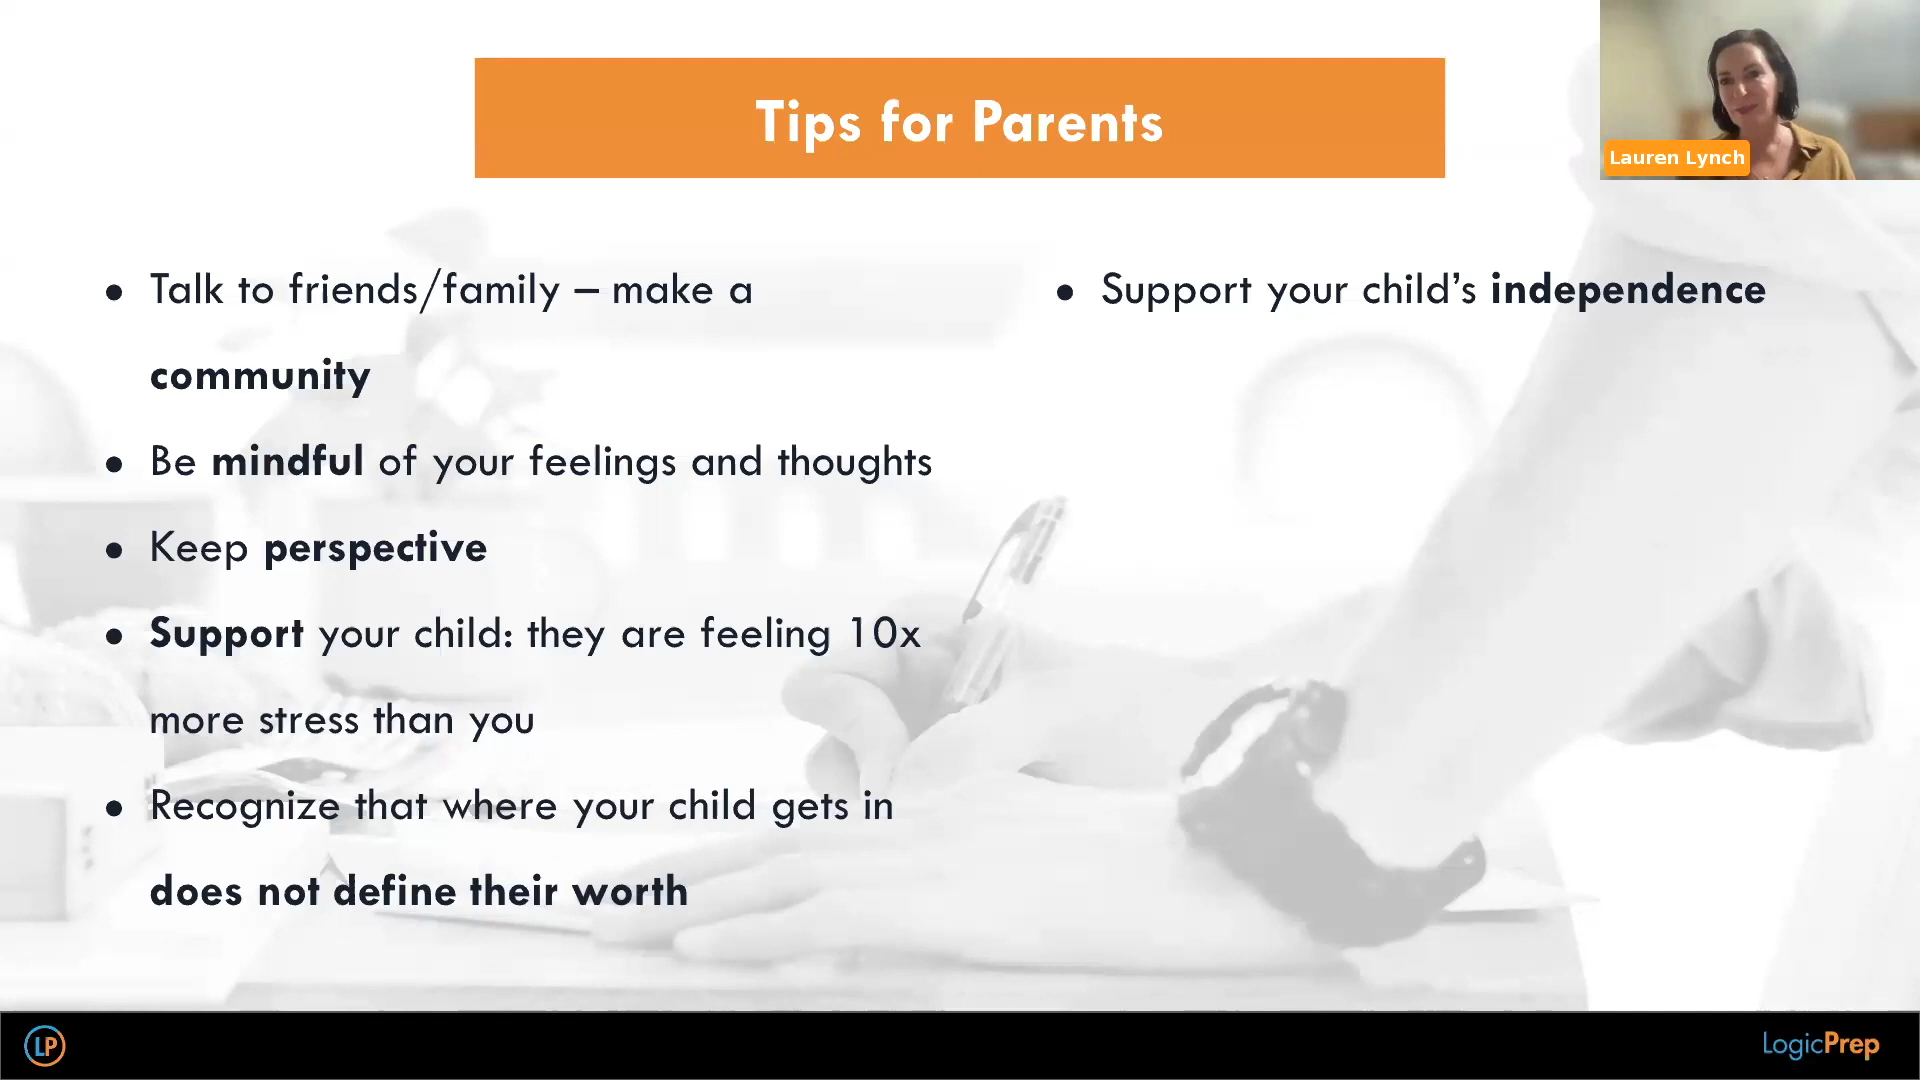 Tips for Parents
Lauren Lynch
• Talk to friends/family – make a
community
• Be mindful of your feelings and thoughts
• Keep perspective
• Support your child: they are feeling 10x
more stress than you
• Recognize that where your child gets in
does not define their worth
• Support your child’s independence
LP
LogicPrep